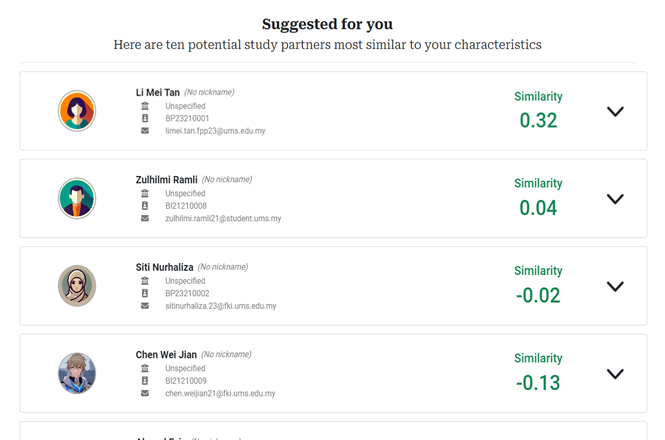 Suggested for you
Here are ten potential study partners most similar to your characteristics
Li Mei Tan (No nickname)
Unspecified
BP23210001
limei.tan.fpp23@ums.edu.my
Similarity
0.32
Zulhilmi Ramli (No nickname)
Unspecified
BI21210008
zulhilmi.ramli21@student.ums.my
Similarity
0.04
Siti Nurhaliza (No nickname)
Unspecified
BP23210002
sitinurhaliza.23@fki.ums.edu.my
Similarity
-0.02
Chen Wei Jian (No nickname)
Unspecified
BI21210009
chen.weijian21@fki.ums.edu.my
Similarity
-0.13